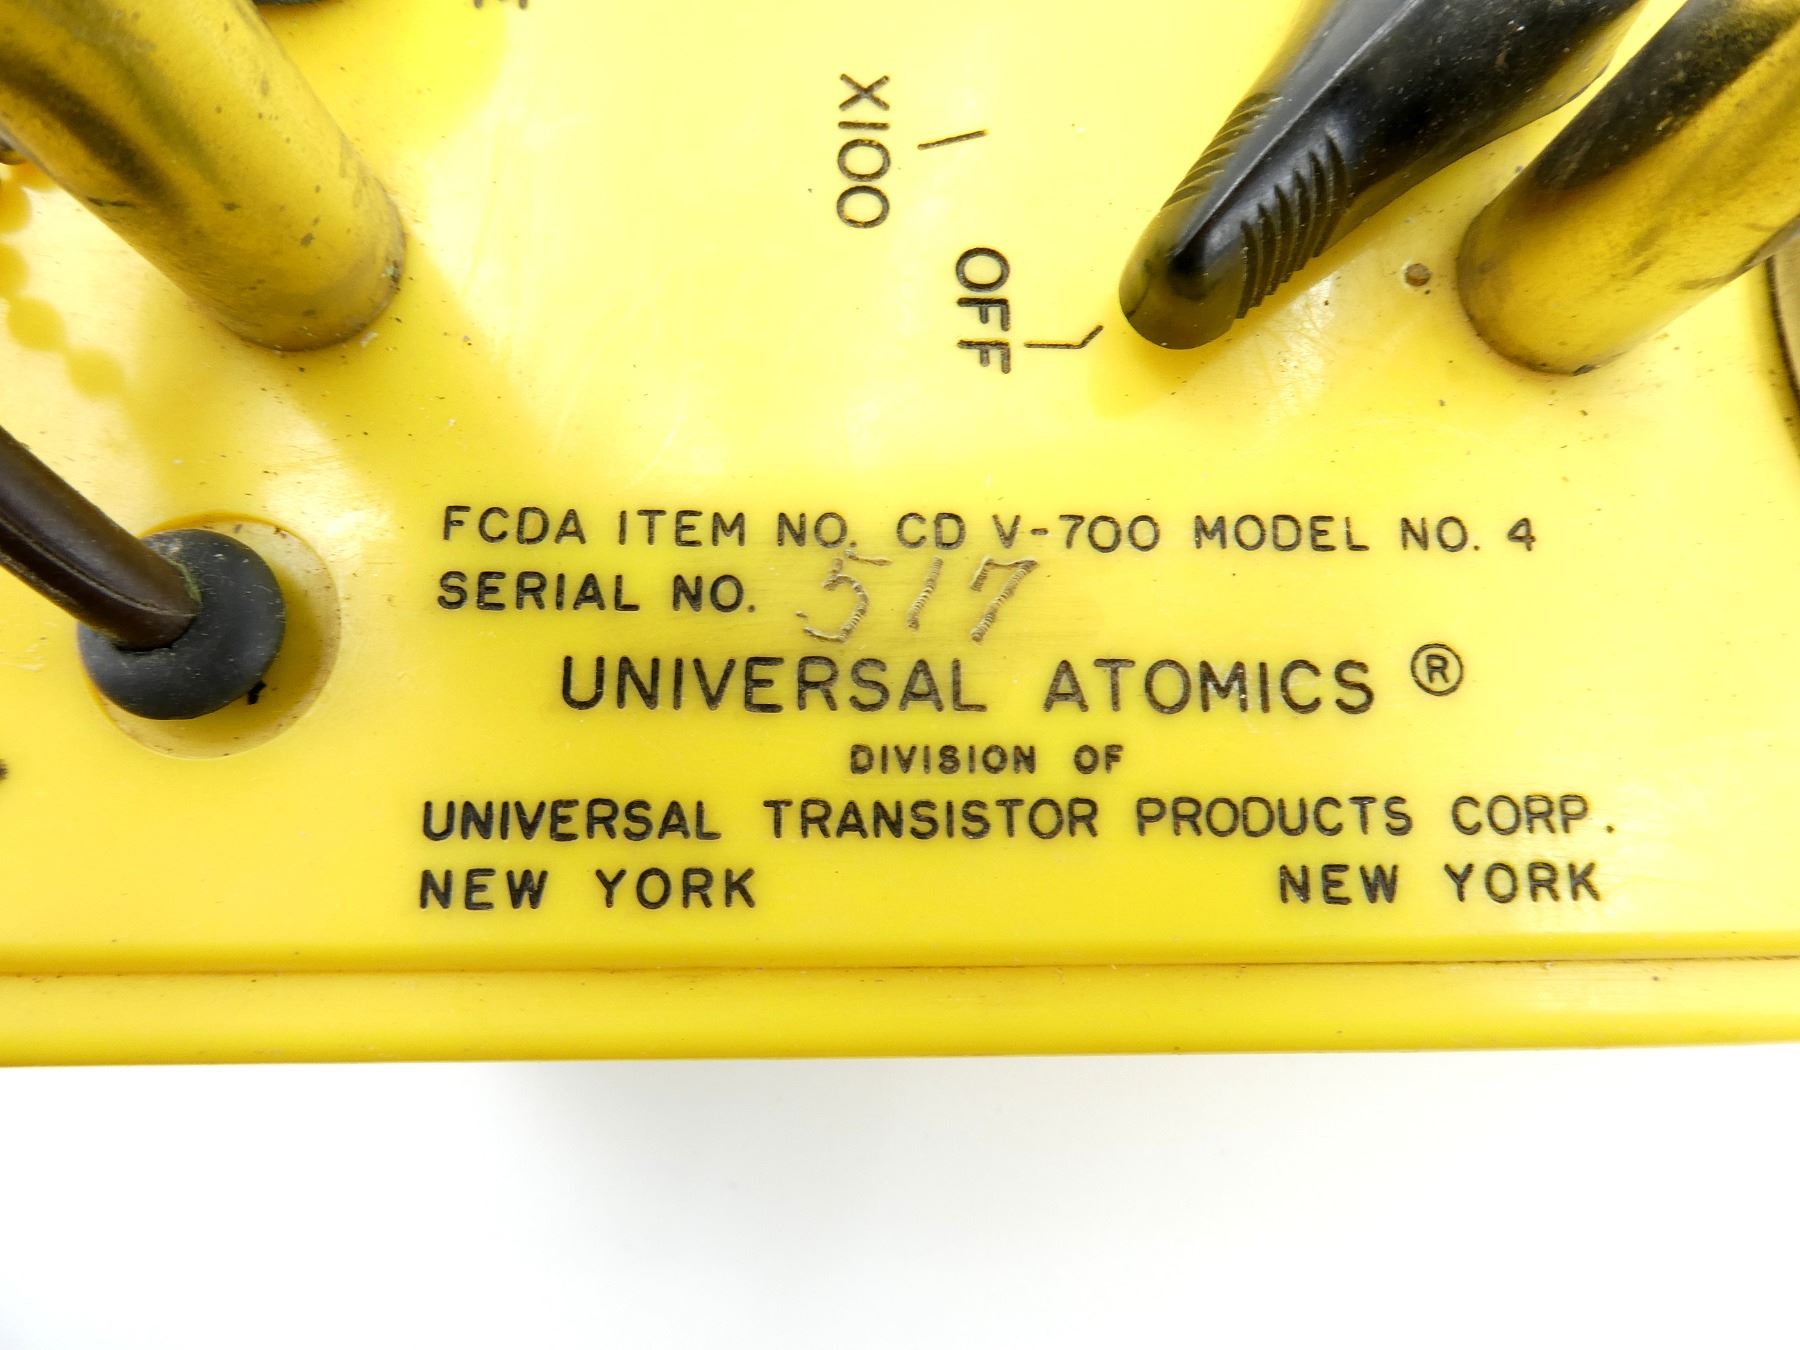 X100
OFF
FCDA ITEM NO. CD V-700 MODEL NO. 4
SERIAL NO. 517
UNIVERSAL ATOMICS ®
DIVISION OF
UNIVERSAL TRANSISTOR PRODUCTS CORP.
NEW YORK NEW YORK